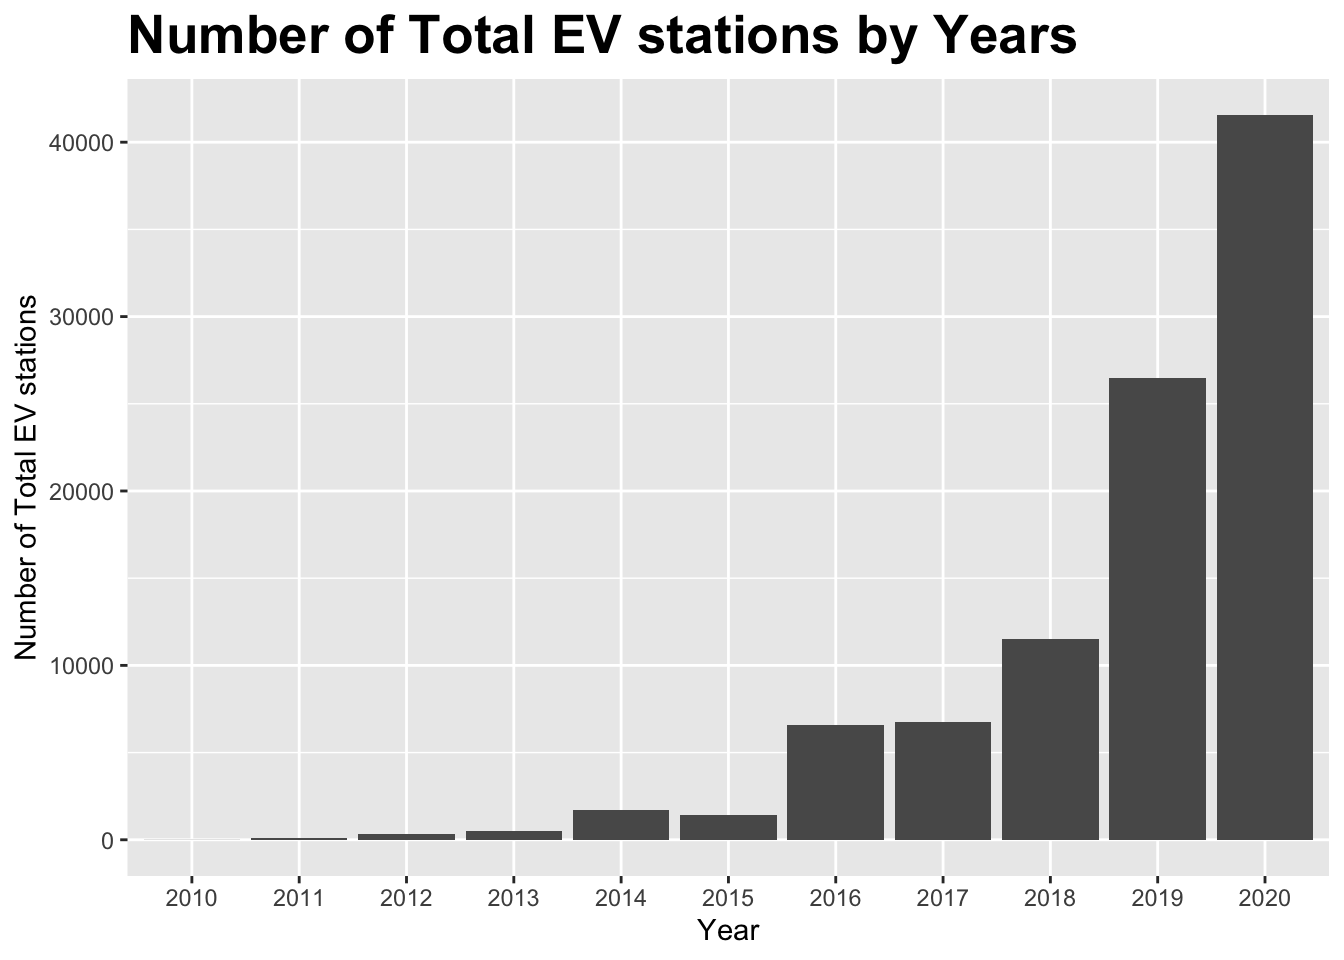 Number of Total EV stations by Years
Number of Total EV stations
40000
30000
20000
10000
0
2010 2011 2012 2013 2014 2015 2016 2017 2018 2019 2020
Year